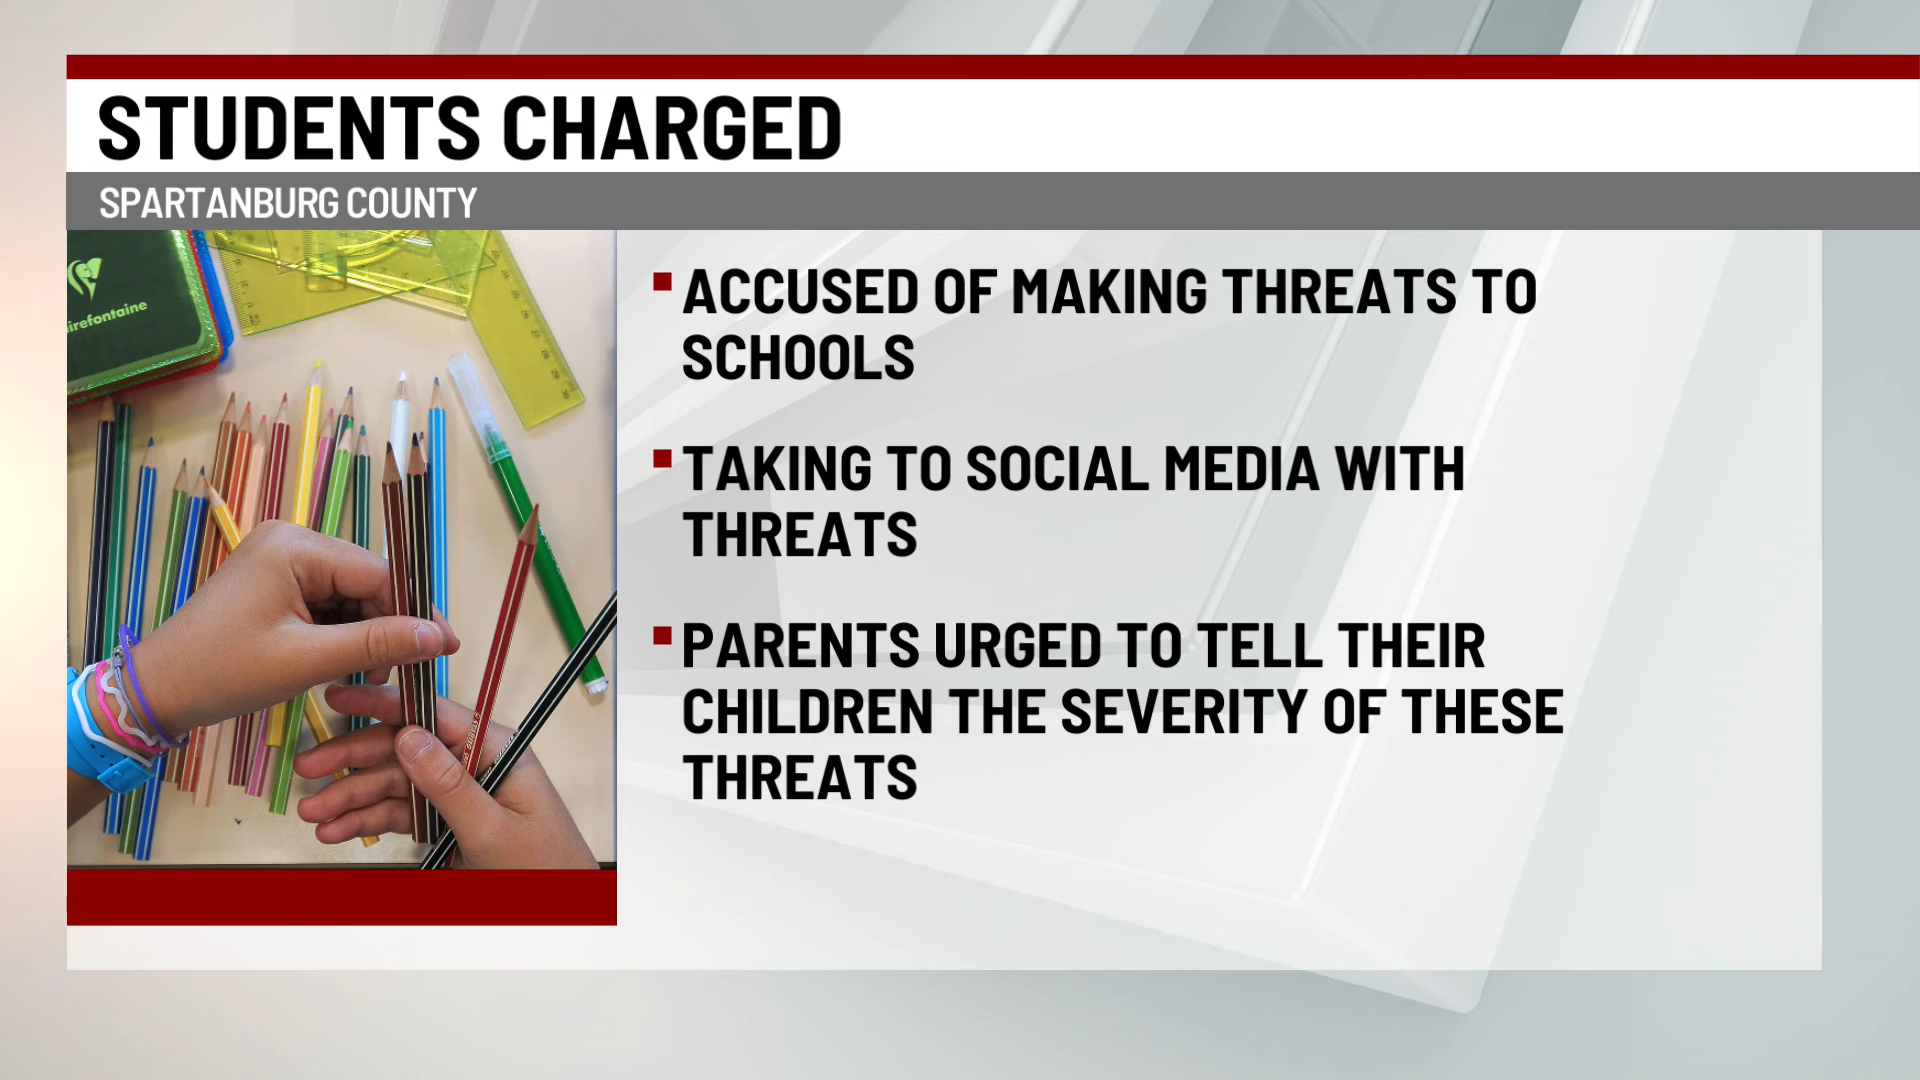 STUDENTS CHARGED
SPARTANBURG COUNTY
irefontaine
ACCUSED OF MAKING THREATS TO
SCHOOLS
TAKING TO SOCIAL MEDIA WITH
THREATS
PARENTS URGED TO TELL THEIR
CHILDREN THE SEVERITY OF THESE
THREATS